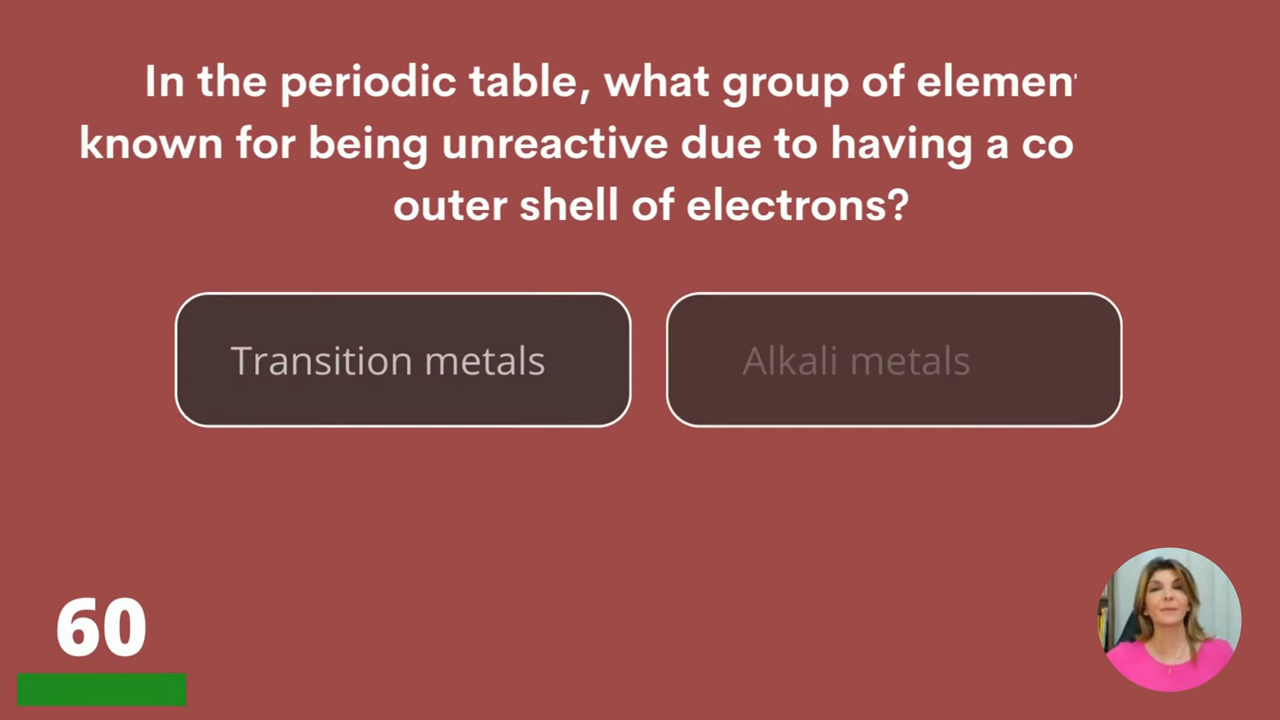 In the periodic table, what group of elemen
known for being unreactive due to having a co
outer shell of electrons?
Transition metals
Alkali metals
60